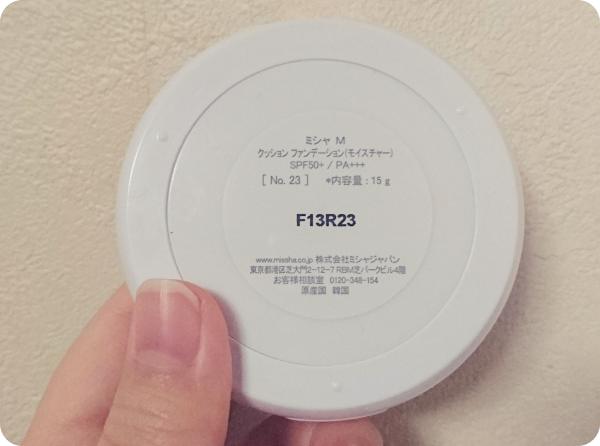 ミシャ M
クッション ファンデーション(モイスチャー)
SPF50+ / PA+++
[ No. 23 ] *内容量 : 15 g
F13R23
www.missha.co.jp 株式会社ミシャジャパン
東京都港区芝大門2-12-7 RBM芝パークビル4階
お客様相談室 0120-348-154
原産国 韓国